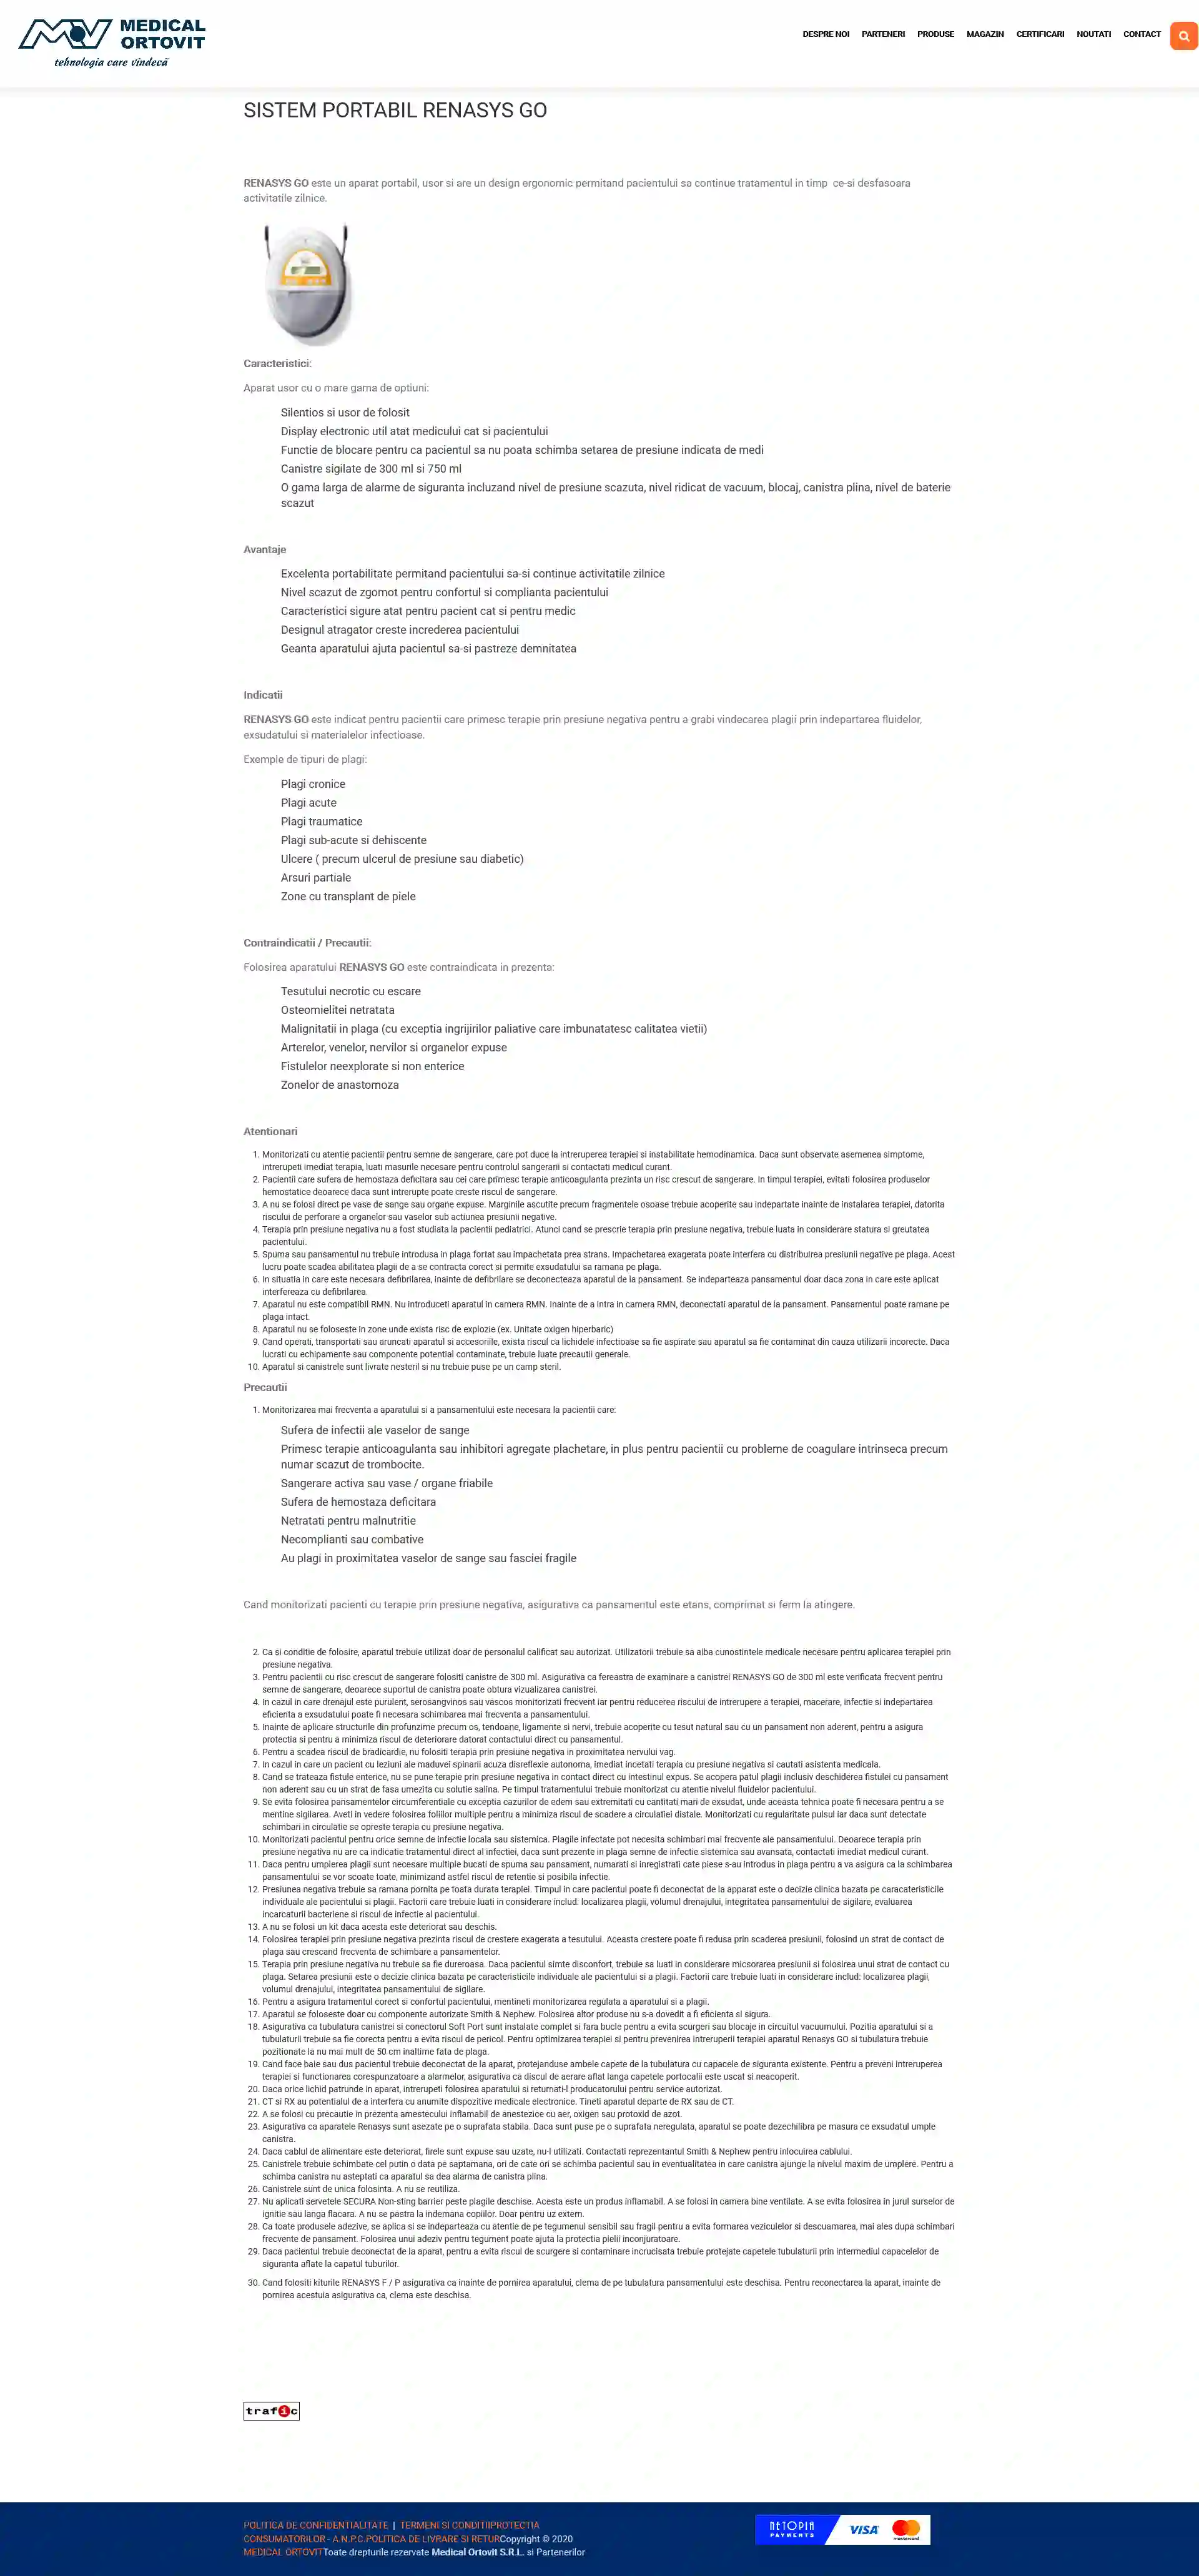 MEDICAL
ORTOVIT
tehnologia care vindecă
DESPRE NOI PARTENERI PRODUSE MAGAZIN CERTIFICARI NOUTATI CONTACT
SISTEM PORTABIL RENASYS GO
RENASYS GO este un aparat portabil, usor si are un design ergonomic permitand pacientului sa continue tratamentul in timp ce-si desfasoara
activitatile zilnice.
Caracteristici:
Aparat usor cu o mare gama de optiuni:
Silentios si usor de folosit
Display electronic util atat medicului cat si pacientului
Functie de blocare pentru ca pacientul sa nu poata schimba setarea de presiune indicata de medi
Canistre sigilate de 300 ml si 750 ml
O gama larga de alarme de siguranta incluzand nivel de presiune scazuta, nivel ridicat de vacuum, blocaj, canistra plina, nivel de baterie
scazut
Avantaje
Excelenta portabilitate permitand pacientului sa-si continue activitatile zilnice
Nivel scazut de zgomot pentru confortul si complianta pacientului
Caracteristici sigure atat pentru pacient cat si pentru medic
Designul atragator creste increderea pacientului
Geanta aparatului ajuta pacientul sa-si pastreze demnitatea
Indicatii
RENASYS GO este indicat pentru pacientii care primesc terapie prin presiune negativa pentru a grabi vindecarea plagii prin indepartarea fluidelor,
exsudatului si materialelor infectioase.
Exemple de tipuri de plagi:
Plagi cronice
Plagi acute
Plagi traumatice
Plagi sub-acute si dehiscente
Ulcere ( precum ulcerul de presiune sau diabetic)
Arsuri partiale
Zone cu transplant de piele
Contraindicatii / Precautii:
Folosirea aparatului RENASYS GO este contraindicata in prezenta:
Tesutului necrotic cu escare
Osteomielitei netratata
Malignitatii in plaga (cu exceptia ingrijirilor paliative care imbunatatesc calitatea vietii)
Arterelor, venelor, nervilor si organelor expuse
Fistulelor neexplorate si non enterice
Zonelor de anastomoza
Atentionari
1. Monitorizati cu atentie pacientii pentru semne de sangerare, care pot duce la intreruperea terapiei si instabilitate hemodinamica. Daca sunt observate asemenea simptome,
intrerupeti imediat terapia, luati masurile necesare pentru controlul sangerarii si contactati medicul curant.
2. Pacientii care sufera de hemostaza deficitara sau cei care primesc terapie anticoagulanta prezinta un risc crescut de sangerare. In timpul terapiei, evitati folosirea produselor
hemostatice deoarece daca sunt intrerupte poate creste riscul de sangerare.
3. A nu se folosi direct pe vase de sange sau organe expuse. Marginile ascutite precum fragmentele osoase trebuie acoperite sau indepartate inainte de instalarea terapiei, datorita
riscului de perforare a organelor sau vaselor sub actiunea presiunii negative.
4. Terapia prin presiune negativa nu a fost studiata la pacientii pediatrici. Atunci cand se prescrie terapia prin presiune negativa, trebuie luata in considerare statura si greutatea
pacientului.
5. Spuma sau pansamentul nu trebuie introdusa in plaga fortat sau impachetata prea strans. Impachetarea exagerata poate interfera cu distribuirea presiunii negative pe plaga. Acest
lucru poate scadea abilitatea plagii de a se contracta corect si permite exsudatului sa ramana pe plaga.
6. In situatia in care este necesara defibrilarea, inainte de defibrilare se deconecteaza aparatul de la pansament. Se indeparteaza pansamentul doar daca zona in care este aplicat
interfereaza cu defibrilarea.
7. Aparatul nu este compatibil RMN. Nu introduceti aparatul in camera RMN. Inainte de a intra in camera RMN, deconectati aparatul de la pansament. Pansamentul poate ramane pe
plaga intact.
8. Aparatul nu se foloseste in zone unde exista risc de explozie (ex. Unitate oxigen hiperbaric)
9. Cand operati, transportati sau aruncati aparatul si accesoriile, exista riscul ca lichidele infectioase sa fie aspirate sau aparatul sa fie contaminat din cauza utilizarii incorecte. Daca
lucrati cu echipamente sau componente potential contaminate, trebuie luate precautii generale.
10. Aparatul si canistrele sunt livrate nesteril si nu trebuie puse pe un camp steril.
Precautii
1. Monitorizarea mai frecventa a aparatului si a pansamentului este necesara la pacientii care:
Sufera de infectii ale vaselor de sange
Primesc terapie anticoagulanta sau inhibitori agregate plachetare, in plus pentru pacientii cu probleme de coagulare intrinseca precum
numar scazut de trombocite.
Sangerare activa sau vase / organe friabile
Sufera de hemostaza deficitara
Netratati pentru malnutritie
Necomplianti sau combative
Au plagi in proximitatea vaselor de sange sau fasciei fragile
Cand monitorizati pacienti cu terapie prin presiune negativa, asigurativa ca pansamentul este etans, comprimat si ferm la atingere.
2. Ca si conditie de folosire, aparatul trebuie utilizat doar de personalul calificat sau autorizat. Utilizatorii trebuie sa aiba cunostintele medicale necesare pentru aplicarea terapiei prin
presiune negativa.
3. Pentru pacientii cu risc crescut de sangerare folositi canistre de 300 ml. Asigurativa ca fereastra de examinare a canistrei RENASYS GO de 300 ml este verificata frecvent pentru
semne de sangerare, deoarece suportul de canistra poate obtura vizualizarea canistrei.
4. In cazul in care drenajul este purulent, serosangvinos sau vascos monitorizati frecvent iar pentru reducerea riscului de intrerupere a terapiei, macerare, infectie si indepartarea
eficienta a exsudatului poate fi necesara schimbarea mai frecventa a pansamentului.
5. Inainte de aplicare structurile din profunzime precum os, tendoane, ligamente si nervi, trebuie acoperite cu tesut natural sau cu un pansament non aderent, pentru a asigura
protectia si pentru a minimiza riscul de deteriorare datorat contactului direct cu pansamentul.
6. Pentru a scadea riscul de bradicardie, nu folositi terapia prin presiune negativa in proximitatea nervului vag.
7. In cazul in care un pacient cu leziuni ale maduvei spinarii acuza disreflexie autonoma, imediat incetati terapia cu presiune negativa si cautati asistenta medicala.
8. Cand se trateaza fistule enterice, nu se pune terapie prin presiune negativa in contact direct cu intestinul expus. Se acopera patul plagii inclusiv deschiderea fistulei cu pansament
non aderent sau cu un strat de fasa umezita cu solutie salina. Pe timpul tratamentului trebuie monitorizat cu atentie nivelul fluidelor pacientului.
9. Se evita folosirea pansamentelor circumferentiale cu exceptia cazurilor de edem sau extremitati cu cantitati mari de exsudat, unde aceasta tehnica poate fi necesara pentru a se
mentine sigilarea. Aveti in vedere folosirea foliilor multiple pentru a minimiza riscul de scadere a circulatiei distale. Monitorizati cu regularitate pulsul iar daca sunt detectate
schimbari in circulatie se opreste terapia cu presiune negativa.
10. Monitorizati pacientul pentru orice semne de infectie locala sau sistemica. Plagile infectate pot necesita schimbari mai frecvente ale pansamentului. Deoarece terapia prin
presiune negativa nu are ca indicatie tratamentul direct al infectiei, daca sunt prezente in plaga semne de infectie sistemica sau avansata, contactati imediat medicul curant.
11. Daca pentru umplerea plagii sunt necesare multiple bucati de spuma sau pansament, numarati si inregistrati cate piese s-au introdus in plaga pentru a va asigura ca la schimbarea
pansamentului se vor scoate toate, minimizand astfel riscul de retentie si posibila infectie.
12. Presiunea negativa trebuie sa ramana pornita pe toata durata terapiei. Timpul in care pacientul poate fi deconectat de la apparat este o decizie clinica bazata pe caracateristicile
individuale ale pacientului si plagii. Factorii care trebuie luati in considerare includ: localizarea plagii, volumul drenajului, integritatea pansamentului de sigilare, evaluarea
incarcaturii bacteriene si riscul de infectie al pacientului.
13. A nu se folosi un kit daca acesta este deteriorat sau deschis.
14. Folosirea terapiei prin presiune negativa prezinta riscul de crestere exagerata a tesutului. Aceasta crestere poate fi redusa prin scaderea presiunii, folosind un strat de contact de
plaga sau crescand frecventa de schimbare a pansamentelor.
15. Terapia prin presiune negativa nu trebuie sa fie dureroasa. Daca pacientul simte disconfort, trebuie sa luati in considerare micsorarea presiunii si folosirea unui strat de contact cu
plaga. Setarea presiunii este o decizie clinica bazata pe caracteristicile individuale ale pacientului si a plagii. Factorii care trebuie luati in considerare includ: localizarea plagii,
volumul drenajului, integritatea pansamentului de sigilare.
16. Pentru a asigura tratamentul corect si confortul pacientului, mentineti monitorizarea regulata a aparatului si a plagii.
17. Aparatul se foloseste doar cu componente autorizate Smith & Nephew. Folosirea altor produse nu s-a dovedit a fi eficienta si sigura.
18. Asigurativa ca tubulatura canistrei si conectorul Soft Port sunt instalate complet si fara bucle pentru a evita scurgeri sau blocaje in circuitul vacuumului. Pozitia aparatului si a
tubulaturii trebuie sa fie corecta pentru a evita riscul de pericol. Pentru optimizarea terapiei si pentru prevenirea intreruperii terapiei aparatul Renasys GO si tubulatura trebuie
pozitionate la nu mai mult de 50 cm inaltime fata de plaga.
19. Cand face baie sau dus pacientul trebuie deconectat de la aparat, protejanduse ambele capete de la tubulatura cu capacele de siguranta existente. Pentru a preveni intreruperea
terapiei si functionarea corespunzatoare a alarmelor, asigurativa ca discul de aerare aflat langa capetele portocalii este uscat si neacoperit.
20. Daca orice lichid patrunde in aparat, intrerupeti folosirea aparatului si returnati-l producatorului pentru service autorizat.
21. CT si RX au potentialul de a interfera cu anumite dispozitive medicale electronice. Tineti aparatul departe de RX sau de CT.
22. A se folosi cu precautie in prezenta amestecului inflamabil de anestezice cu aer, oxigen sau protoxid de azot.
23. Asigurativa ca aparatele Renasys sunt asezate pe o suprafata stabila. Daca sunt puse pe o suprafata neregulata, aparatul se poate dezechilibra pe masura ce exsudatul umple
canistra.
24. Daca cablul de alimentare este deteriorat, firele sunt expuse sau uzate, nu-l utilizati. Contactati reprezentantul Smith & Nephew pentru inlocuirea cablului.
25. Canistrele trebuie schimbate cel putin o data pe saptamana, ori de cate ori se schimba pacientul sau in eventualitatea in care canistra ajunge la nivelul maxim de umplere. Pentru a
schimba canistra nu asteptati ca aparatul sa dea alarma de canistra plina.
26. Canistrele sunt de unica folosinta. A nu se reutiliza.
27. Nu aplicati servetele SECURA Non-sting barrier peste plagile deschise. Acesta este un produs inflamabil. A se folosi in camera bine ventilate. A se evita folosirea in jurul surselor de
ignitie sau langa flacara. A nu se pastra la indemana copiilor. Doar pentru uz extern.
28. Ca toate produsele adezive, se aplica si se indeparteaza cu atentie de pe tegumenul sensibil sau fragil pentru a evita formarea veziculelor si descuamarea, mai ales dupa schimbari
frecvente de pansament. Folosirea unui adeziv pentru tegument poate ajuta la protectia pielii inconjuratoare.
29. Daca pacientul trebuie deconectat de la aparat, pentru a evita riscul de scurgere si contaminare incrucisata trebuie protejate capetele tubulaturii prin intermediul capacelelor de
siguranta aflate la capatul tuburilor.
30. Cand folositi kiturile RENASYS F / P asigurativa ca inainte de pornirea aparatului, clema de pe tubulatura pansamentului este deschisa. Pentru reconectarea la aparat, inainte de
pornirea acestuia asigurativa ca, clema este deschisa.
trafic
POLITICA DE CONFIDENTIALITATE | TERMENI SI CONDITIIPROTECTIA
CONSUMATORILOR - A.N.P.C.POLITICA DE LIVRARE SI RETURCopyright © 2020
MEDICAL ORTOVITToate drepturile rezervate Medical Ortovit S.R.L. si Partenerilor
NETOPIA
PAYMENTS
VISA
mastercard